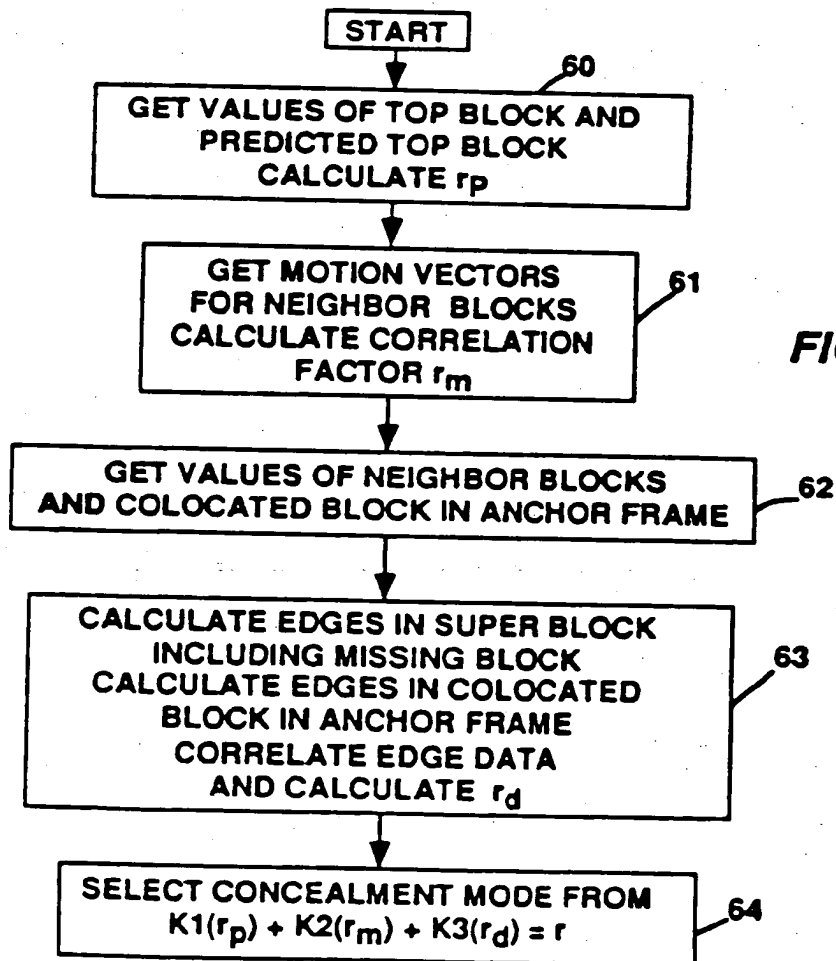 START
60
GET VALUES OF TOP BLOCK AND
PREDICTED TOP BLOCK
CALCULATE rp
GET MOTION VECTORS
FOR NEIGHBOR BLOCKS
CALCULATE CORRELATION
FACTOR rm
61
GET VALUES OF NEIGHBOR BLOCKS
AND COLOCATED BLOCK IN ANCHOR FRAME
62
CALCULATE EDGES IN SUPER BLOCK
INCLUDING MISSING BLOCK
CALCULATE EDGES IN COLOCATED
BLOCK IN ANCHOR FRAME
CORRELATE EDGE DATA
AND CALCULATE rd
63
SELECT CONCEALMENT MODE FROM
K1(rp) + K2(rm) + K3(rd) = r
64